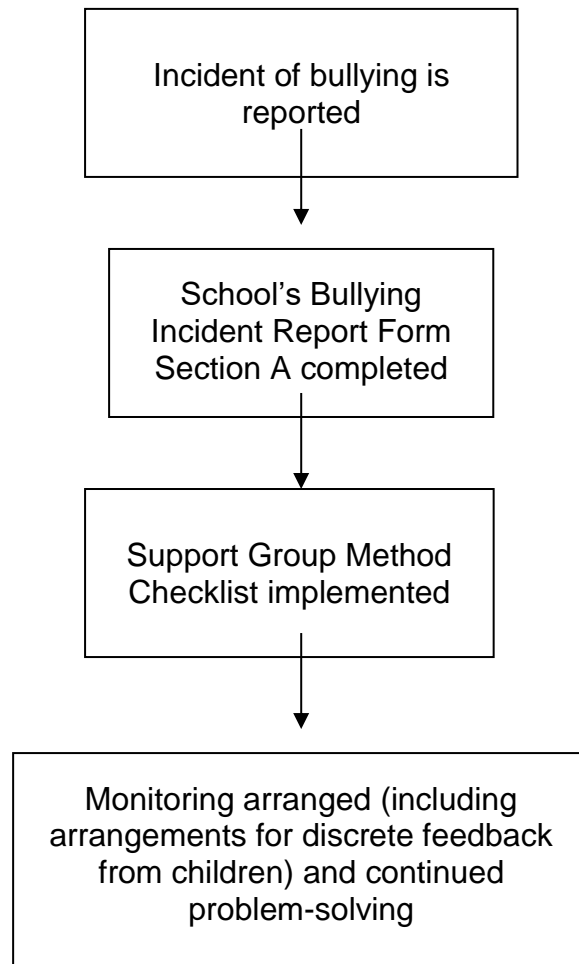 Incident of bullying is
reported
School’s Bullying
Incident Report Form
Section A completed
Support Group Method
Checklist implemented
Monitoring arranged (including
arrangements for discrete feedback
from children) and continued
problem-solving